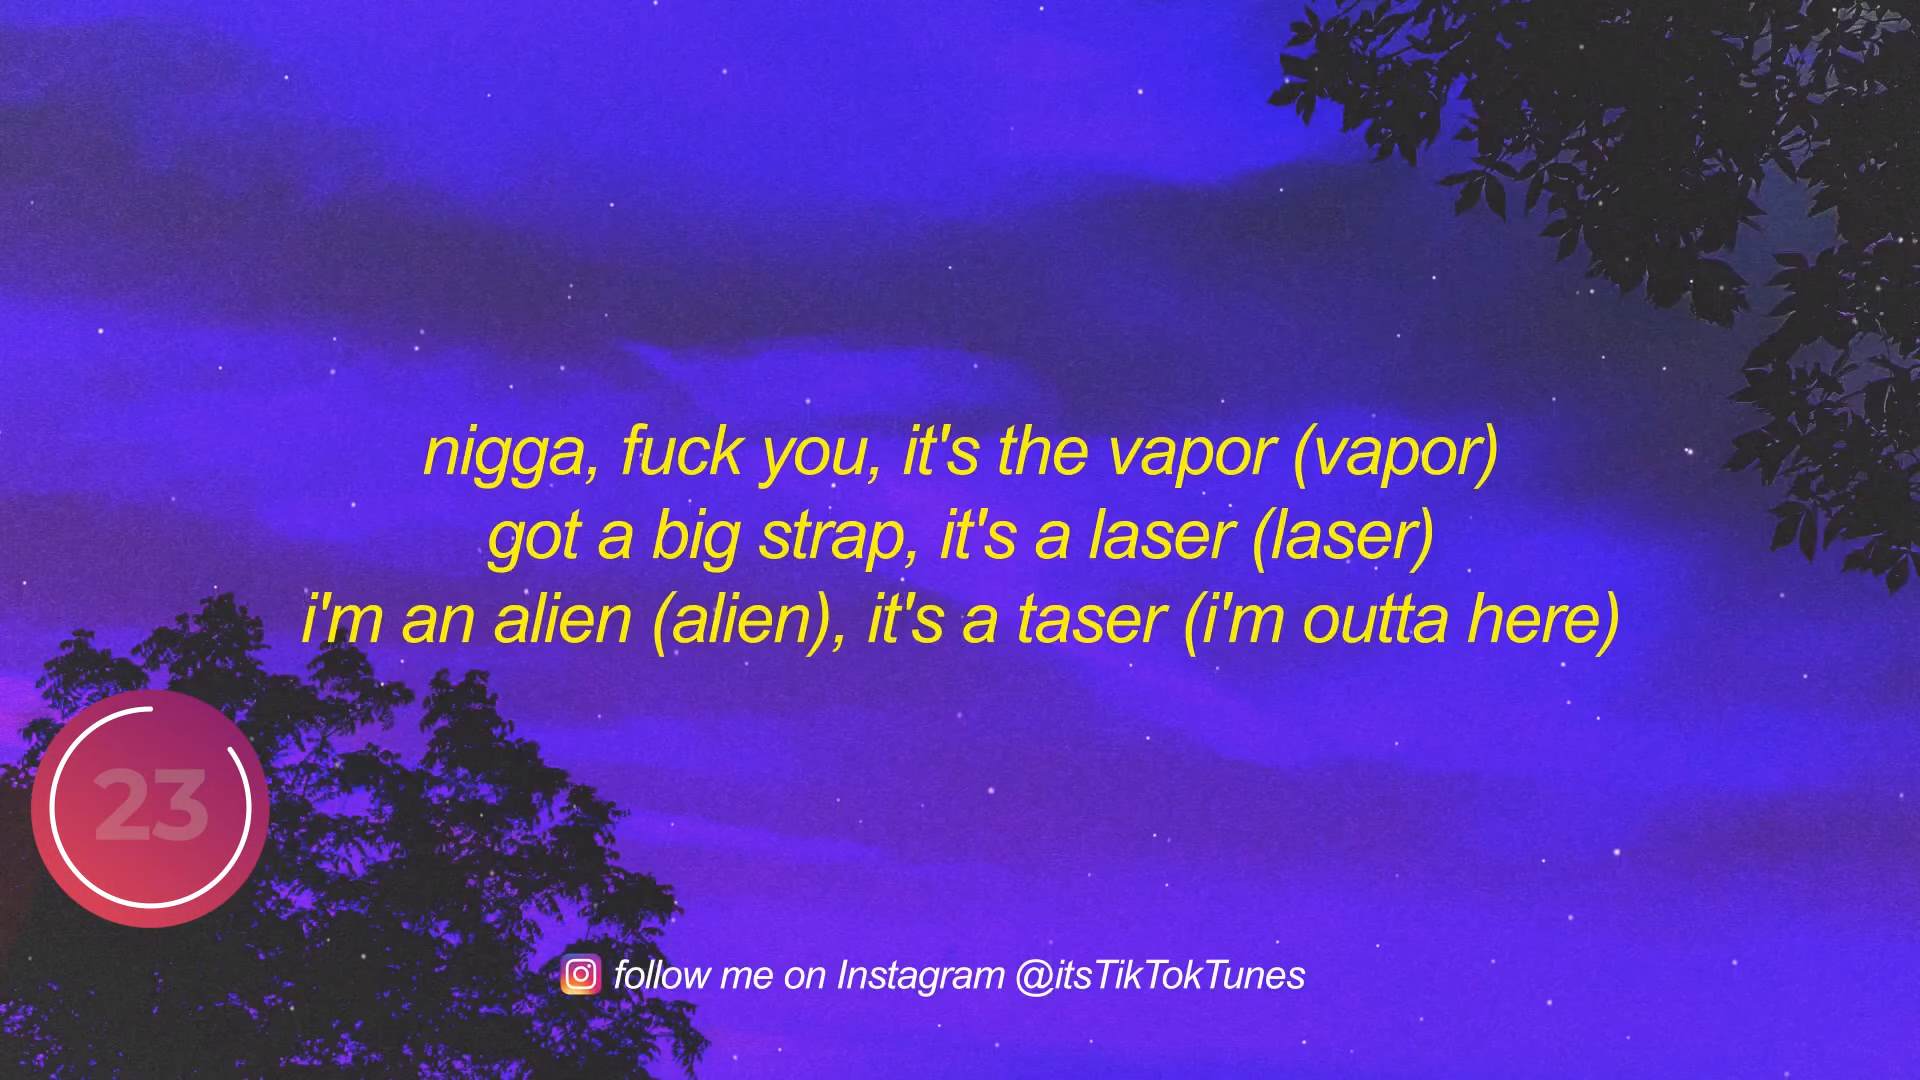 nigga, fuck you, it's the vapor (vapor)
got a big strap, it's a laser (laser)
i'm an alien (alien), it's a taser (i'm outta here)
23
follow me on Instagram @itsTikTokTunes